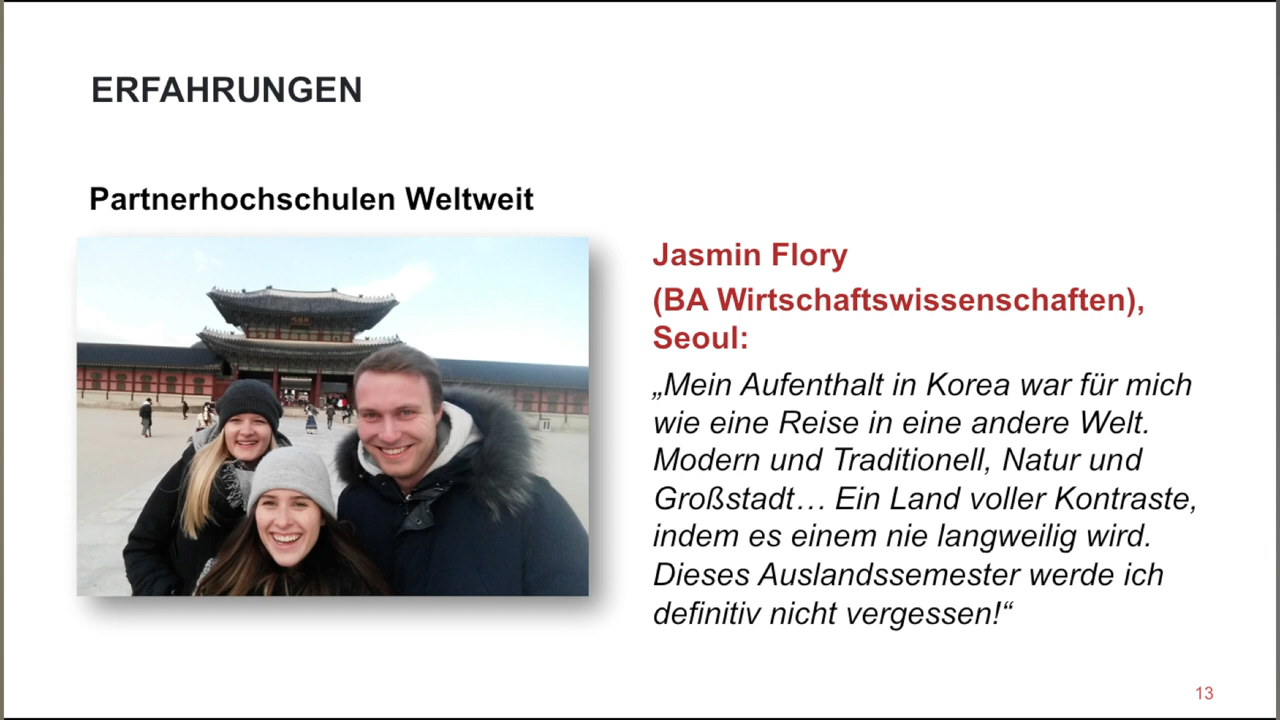 ERFAHRUNGEN
Partnerhochschulen Weltweit
Jasmin Flory
(BA Wirtschaftswissenschaften),
Seoul:
„Mein Aufenthalt in Korea war für mich
wie eine Reise in eine andere Welt.
Modern und Traditionell, Natur und
Großstadt… Ein Land voller Kontraste,
indem es einem nie langweilig wird.
Dieses Auslandssemester werde ich
definitiv nicht vergessen!“
13